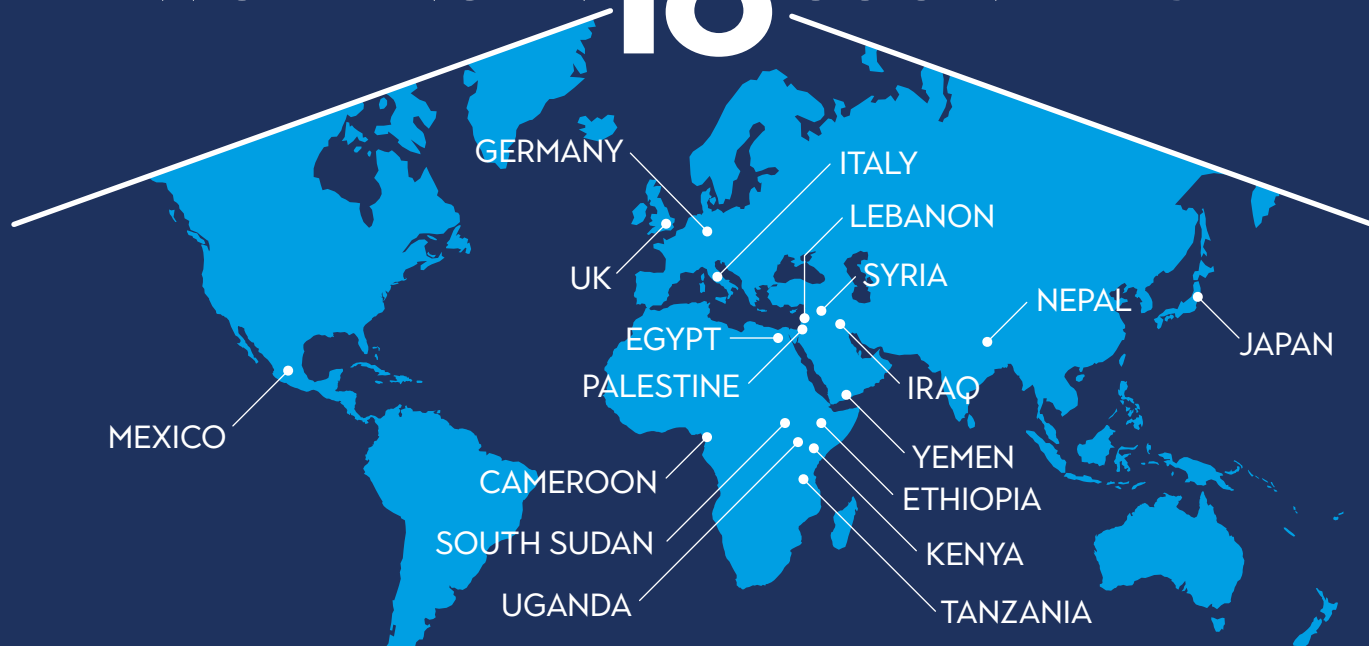 GERMANY
ITALY
LEBANON
UK
SYRIA
NEPAL
EGYPT
JAPAN
PALESTINE
IRAQ
MEXICO
YEMEN
CAMEROON
ETHIOPIA
SOUTH SUDAN
KENYA
UGANDA
TANZANIA